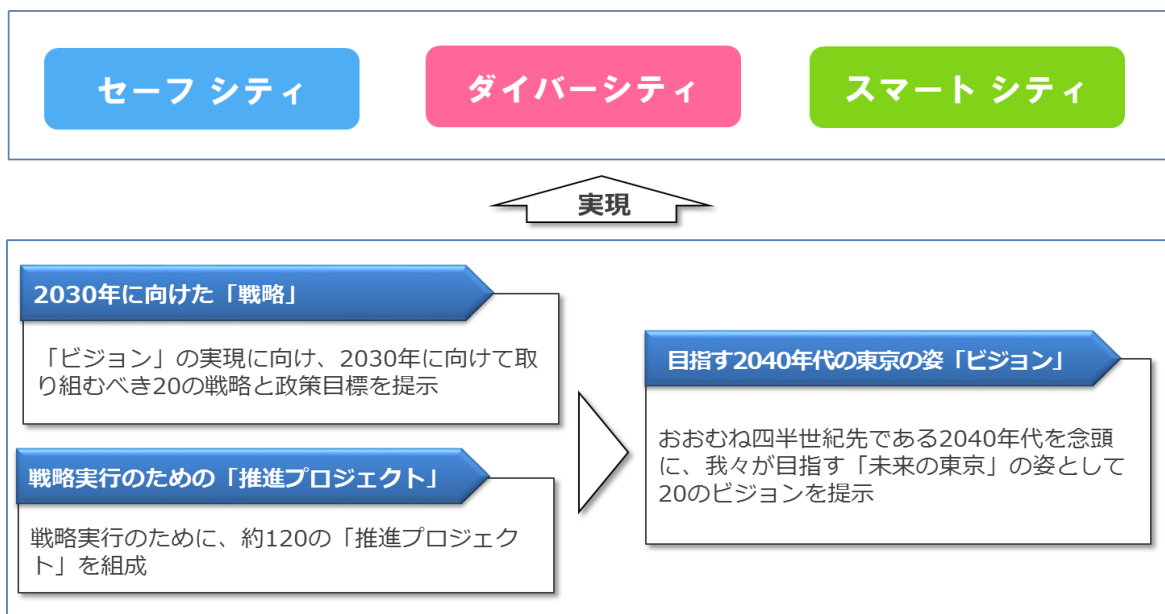 セーフ シティ
ダイバーシティ
スマート シティ
実現
2030年に向けた「戦略」
「ビジョン」の実現に向け、2030年に向けて取
り組むべき20の戦略と政策目標を提示
戦略実行のための「推進プロジェクト」
戦略実行のために、約120の「推進プロジェク
ト」を組成
目指す2040年代の東京の姿「ビジョン」
おおむね四半世紀先である2040年代を念頭
に、我々が目指す「未来の東京」の姿として
20のビジョンを提示